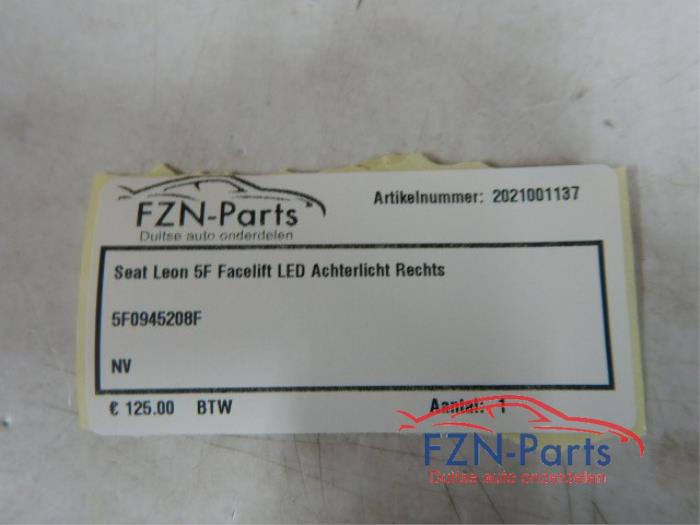 FZN-Parts
Duitse auto onderdelen
Artikelnummer: 2021001137
Seat Leon 5F Facelift LED Achterlicht Rechts
5F0945208F
NV
€ 125.00 BTW
Aantal: 1
FZN-Parts
Duitse auto onderdelen